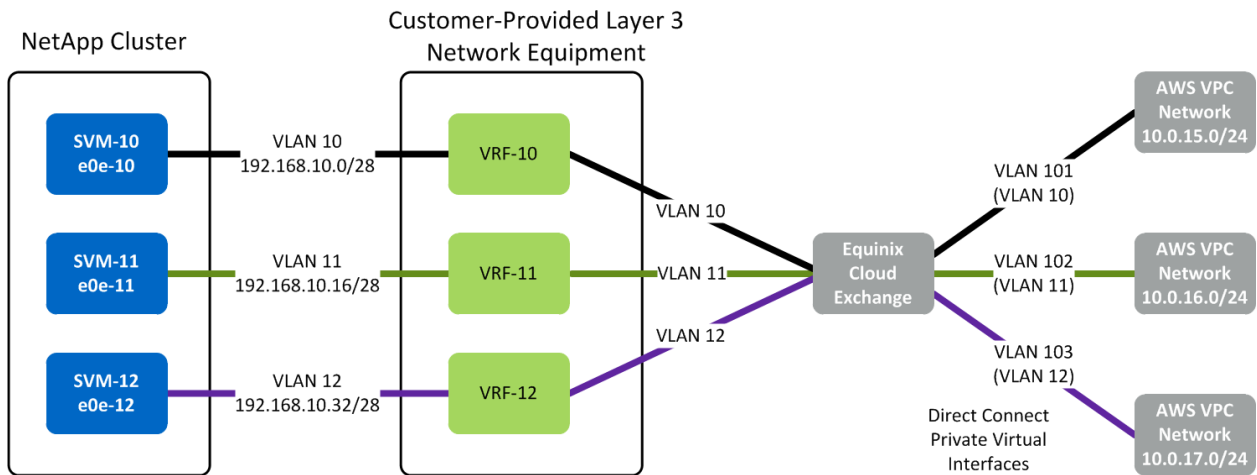 NetApp Cluster
Customer-Provided Layer 3
Network Equipment
SVM-10
e0e-10
VLAN 10
192.168.10.0/28
VRF-10
VLAN 10
VLAN 101
(VLAN 10)
AWS VPC
Network
10.0.15.0/24
SVM-11
e0e-11
VLAN 11
192.168.10.16/28
VRF-11
VLAN 11
Equinix
Cloud
Exchange
VLAN 102
(VLAN 11)
AWS VPC
Network
10.0.16.0/24
SVM-12
e0e-12
VLAN 12
192.168.10.32/28
VRF-12
VLAN 12
VLAN 103
(VLAN 12)
AWS VPC
Network
10.0.17.0/24
Direct Connect
Private Virtual
Interfaces